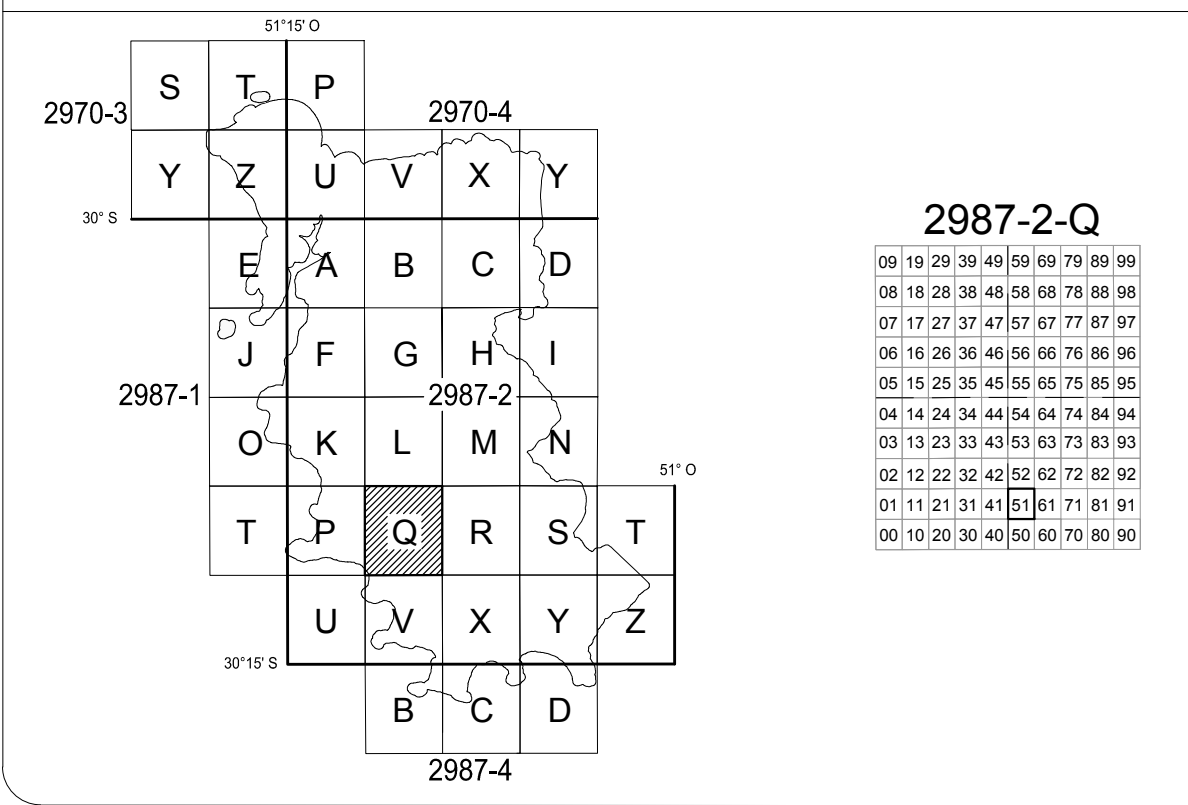 51°15' O
S T P
2970-3
2970-4
Y Z U V X Y
30° S
E A B C D
J F G H I
2987-1
2987-2
O K L M N
51° O
T P Q R S T
U V X Y Z
30°15' S
B C D
2987-4
2987-2-Q
09 19 29 39 49 59 69 79 89 99
08 18 28 38 48 58 68 78 88 98
07 17 27 37 47 57 67 77 87 97
06 16 26 36 46 56 66 76 86 96
05 15 25 35 45 55 65 75 85 95
04 14 24 34 44 54 64 74 84 94
03 13 23 33 43 53 63 73 83 93
02 12 22 32 42 52 62 72 82 92
01 11 21 31 41 51 61 71 81 91
00 10 20 30 40 50 60 70 80 90